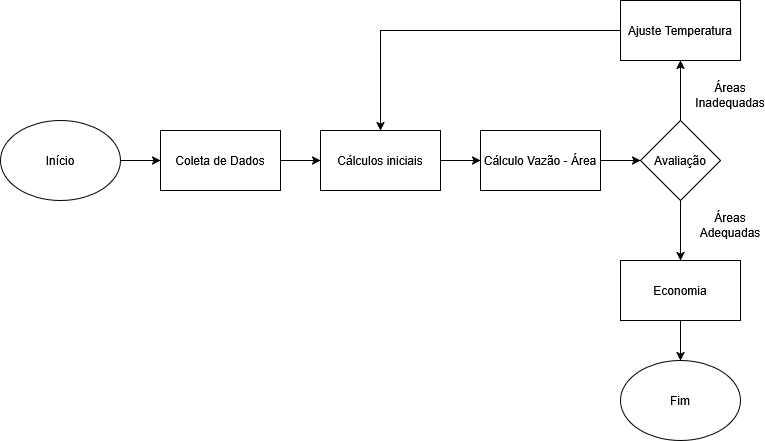 Ajuste Temperatura
Áreas
Inadequadas
Início
Coleta de Dados
Cálculos iniciais
Cálculo Vazão - Área
Avaliação
Áreas
Adequadas
Economia
Fim